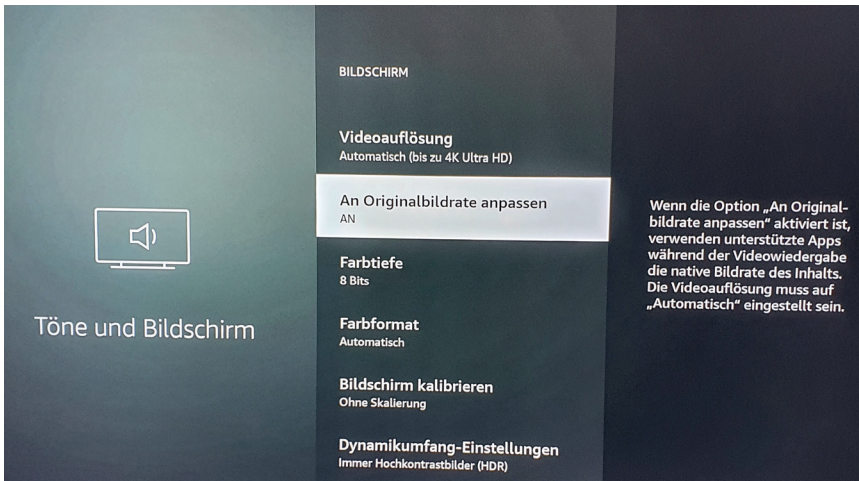 Töne und Bildschirm
BILDSCHIRM
Videoauflösung
Automatisch (bis zu 4K Ultra HD)
An Originalbildrate anpassen
AN
Farbtiefe
8 Bits
Farbformat
Automatisch
Bildschirm kalibrieren
Ohne Skalierung
Dynamikumfang-Einstellungen
Immer Hochkontrastbilder (HDR)
Wenn die Option „An Original-
bildrate anpassen“ aktiviert ist,
verwenden unterstützte Apps
während der Videowiedergabe
die native Bildrate des Inhalts.
Die Videoauflösung muss auf
„Automatisch“ eingestellt sein.